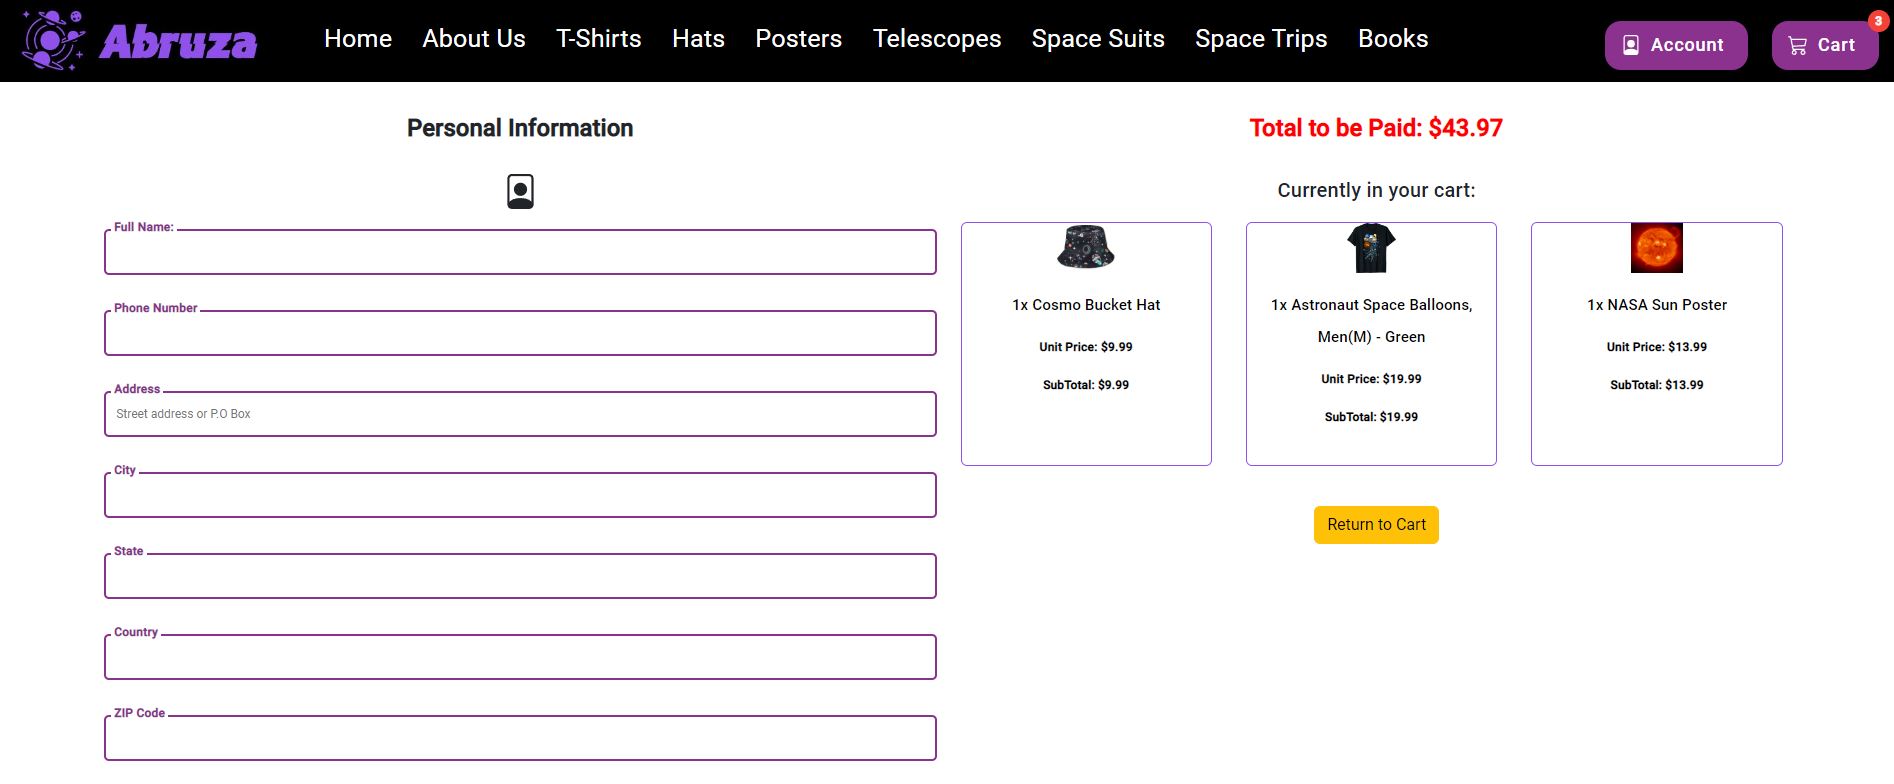 Abruza
Home About Us T-Shirts Hats Posters Telescopes Space Suits Space Trips Books
Account
Cart
3
Personal Information
Full Name:
Phone Number
Address
Street address or P.O Box
City
State
Country
ZIP Code
Total to be Paid: $43.97
Currently in your cart:
1x Cosmo Bucket Hat
Unit Price: $9.99
SubTotal: $9.99
1x Astronaut Space Balloons,
Men(M) - Green
Unit Price: $19.99
SubTotal: $19.99
1x NASA Sun Poster
Unit Price: $13.99
SubTotal: $13.99
Return to Cart